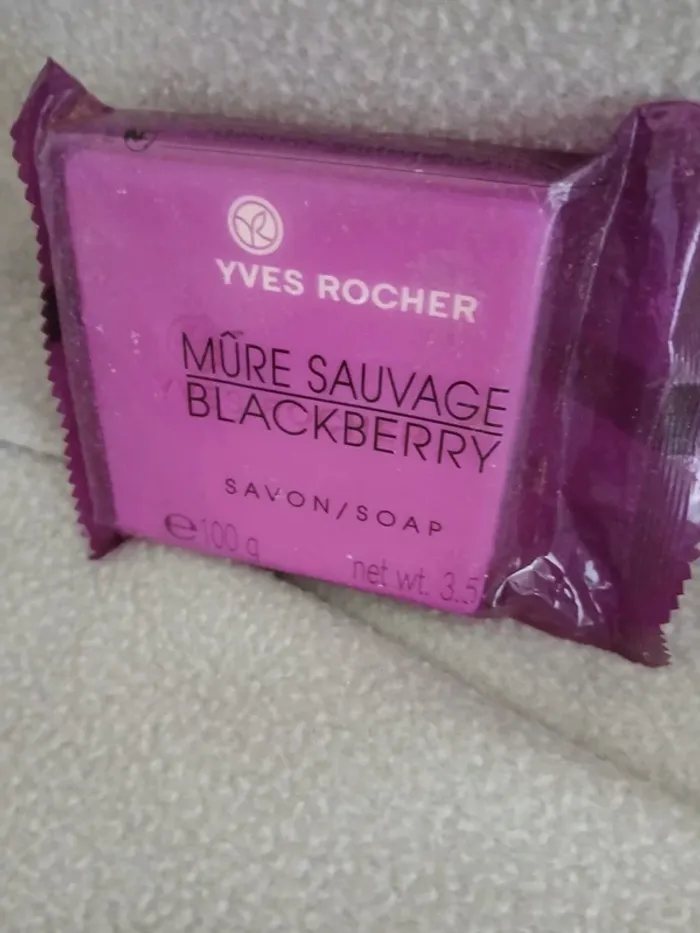 YVES ROCHER
MÛRE SAUVAGE
BLACKBERRY
SAVON/SOAP
e 100 g
net wt. 3.5